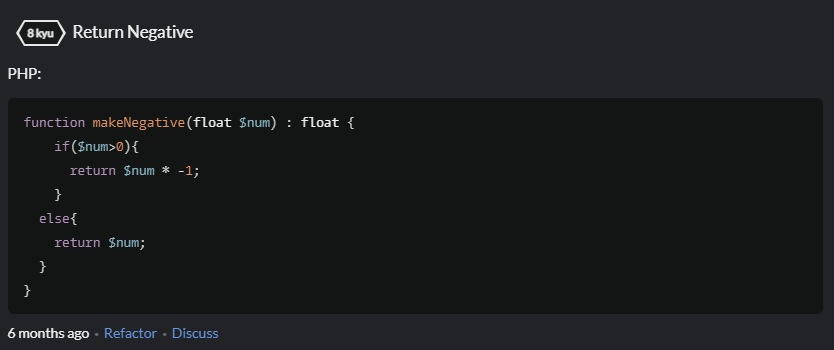 8 kyu Return Negative
PHP:
function makeNegative(float $num) : float {
    if($num>0){
      return $num * -1;
    }
  else{
    return $num;
  }
}
6 months ago • Refactor • Discuss